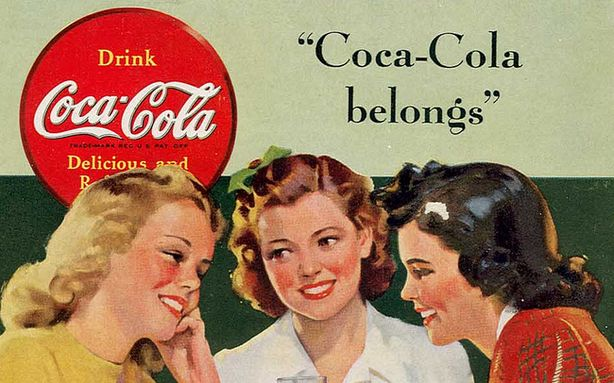 Drink
Coca-Cola
TRADE-MARK REG. U.S. PAT. OFF
Delicious and
“Coca-Cola
belongs”